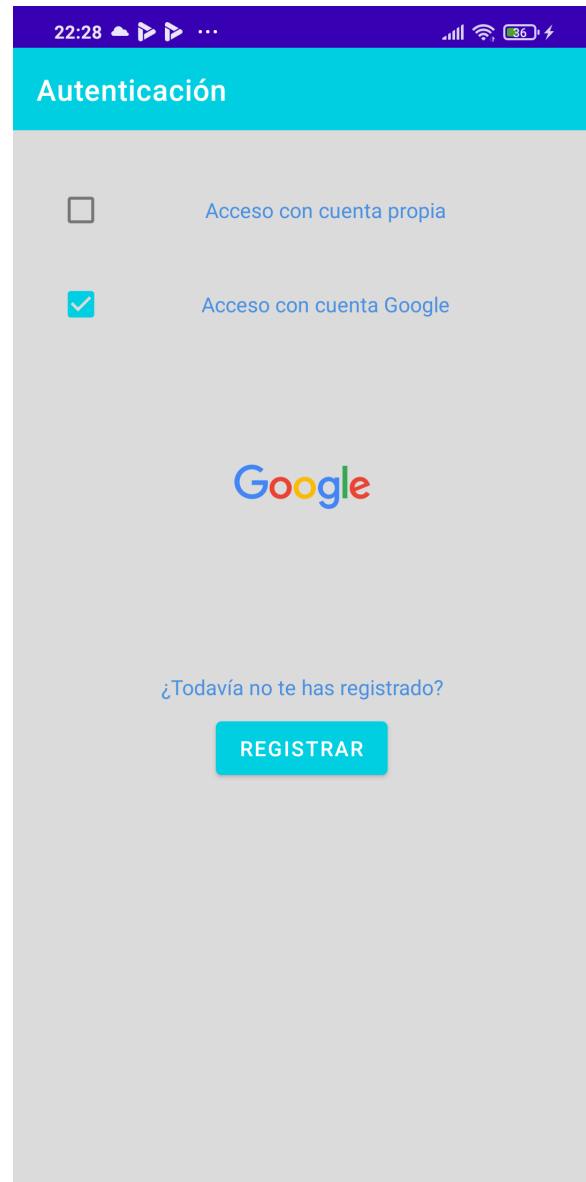 22:28
36
Autenticación
Acceso con cuenta propia
Acceso con cuenta Google
Google
¿Todavía no te has registrado?
REGISTRAR